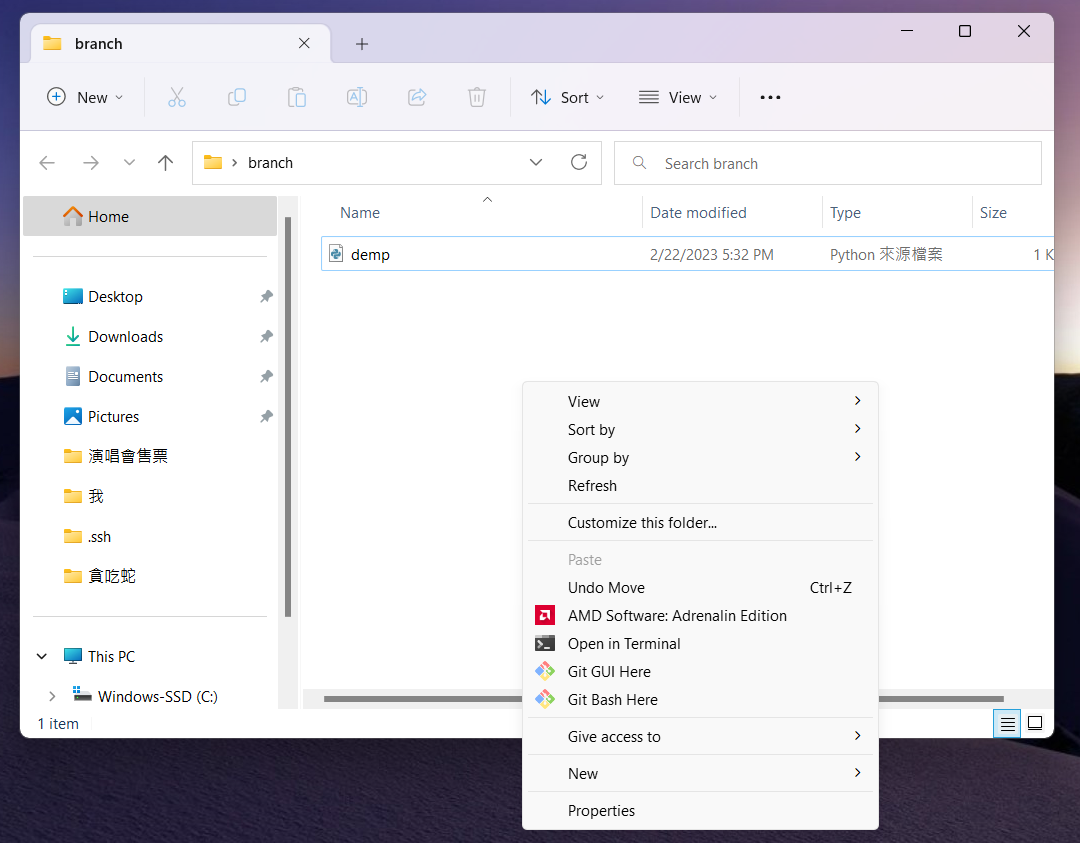 branch
New
Sort
View
branch
Search branch
Home
Desktop
Downloads
Documents
Pictures
演唱會售票
我
.ssh
貪吃蛇
This PC
Windows-SSD (C:)
1 item
Name
Date modified
Type
Size
demp
2/22/2023 5:32 PM
Python 來源檔案
1 K
View
Sort by
Group by
Refresh
Customize this folder...
Paste
Undo Move Ctrl+Z
AMD Software: Adrenalin Edition
Open in Terminal
Git GUI Here
Git Bash Here
Give access to
New
Properties